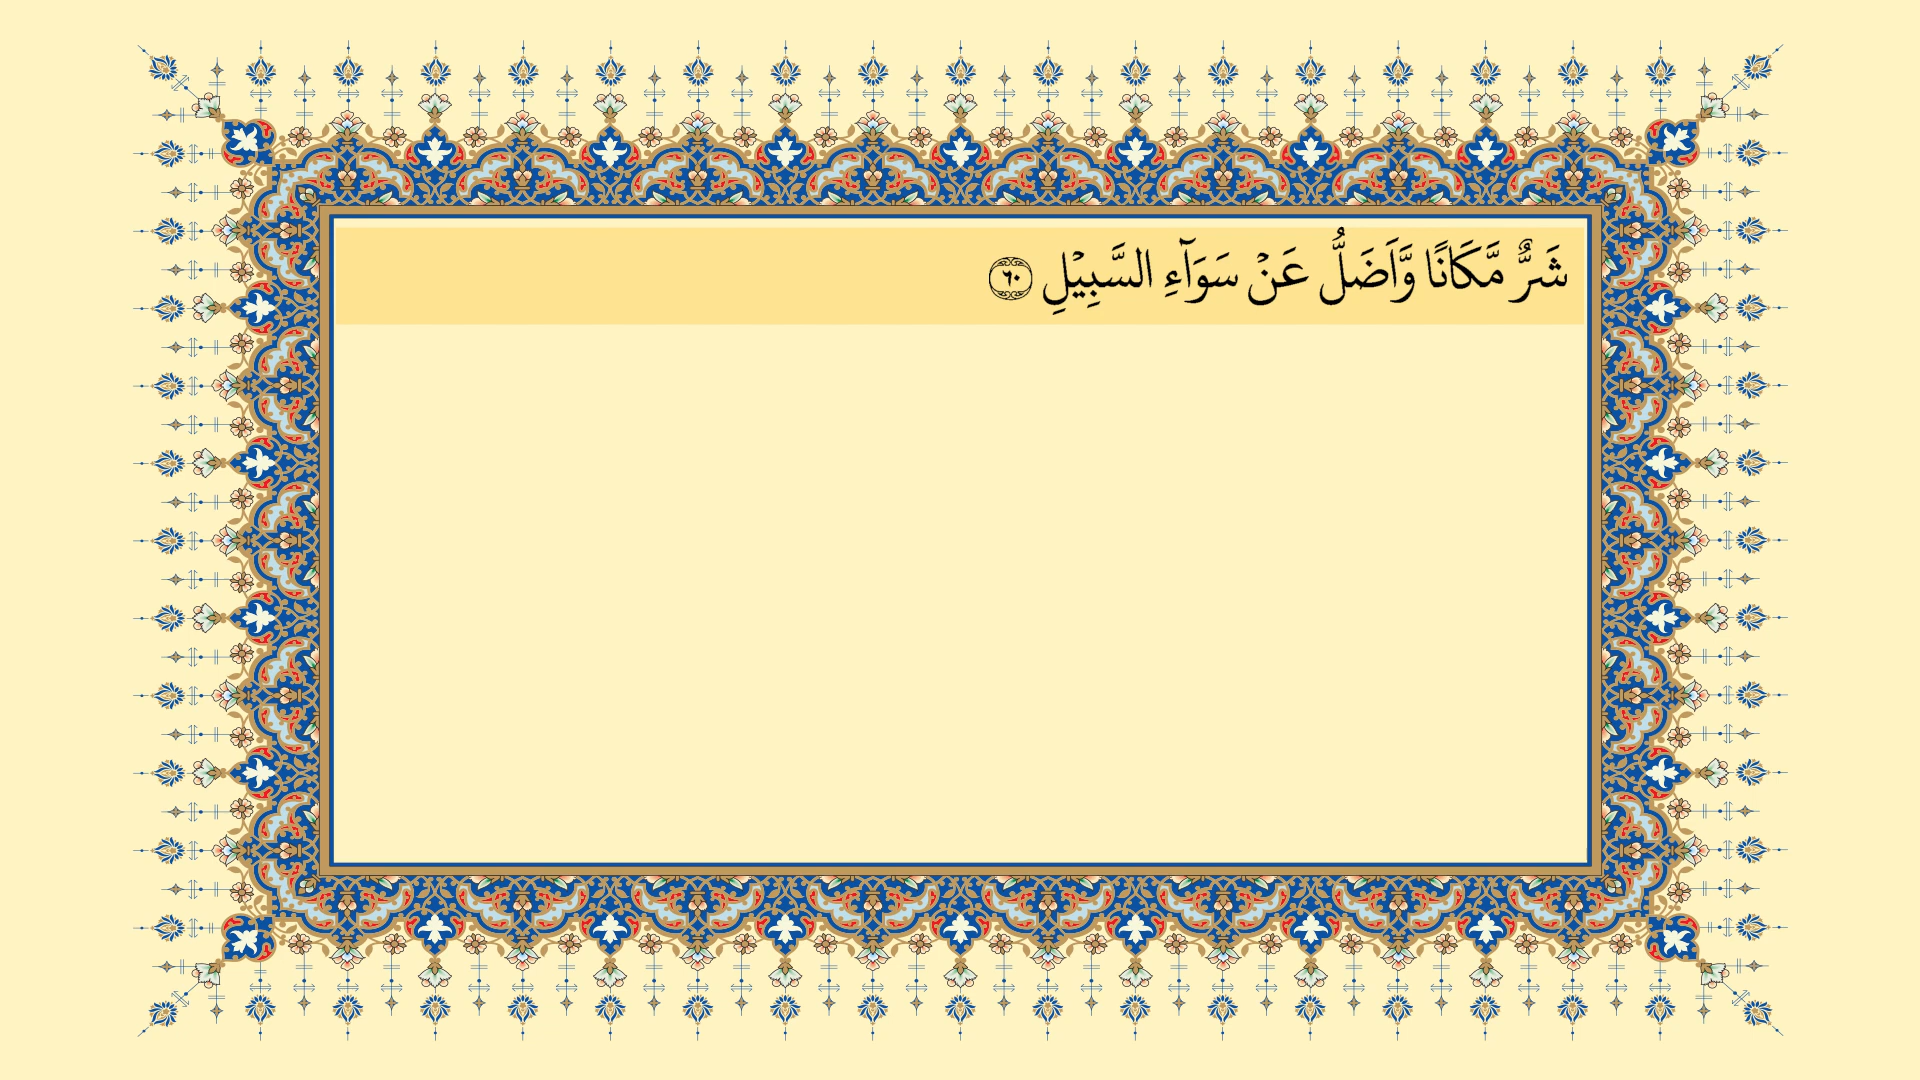 شَرٌّ مَّكَانًا وَّاَضَلُّ عَنْ سَوَآءِ السَّبِيْلِ ٦٠